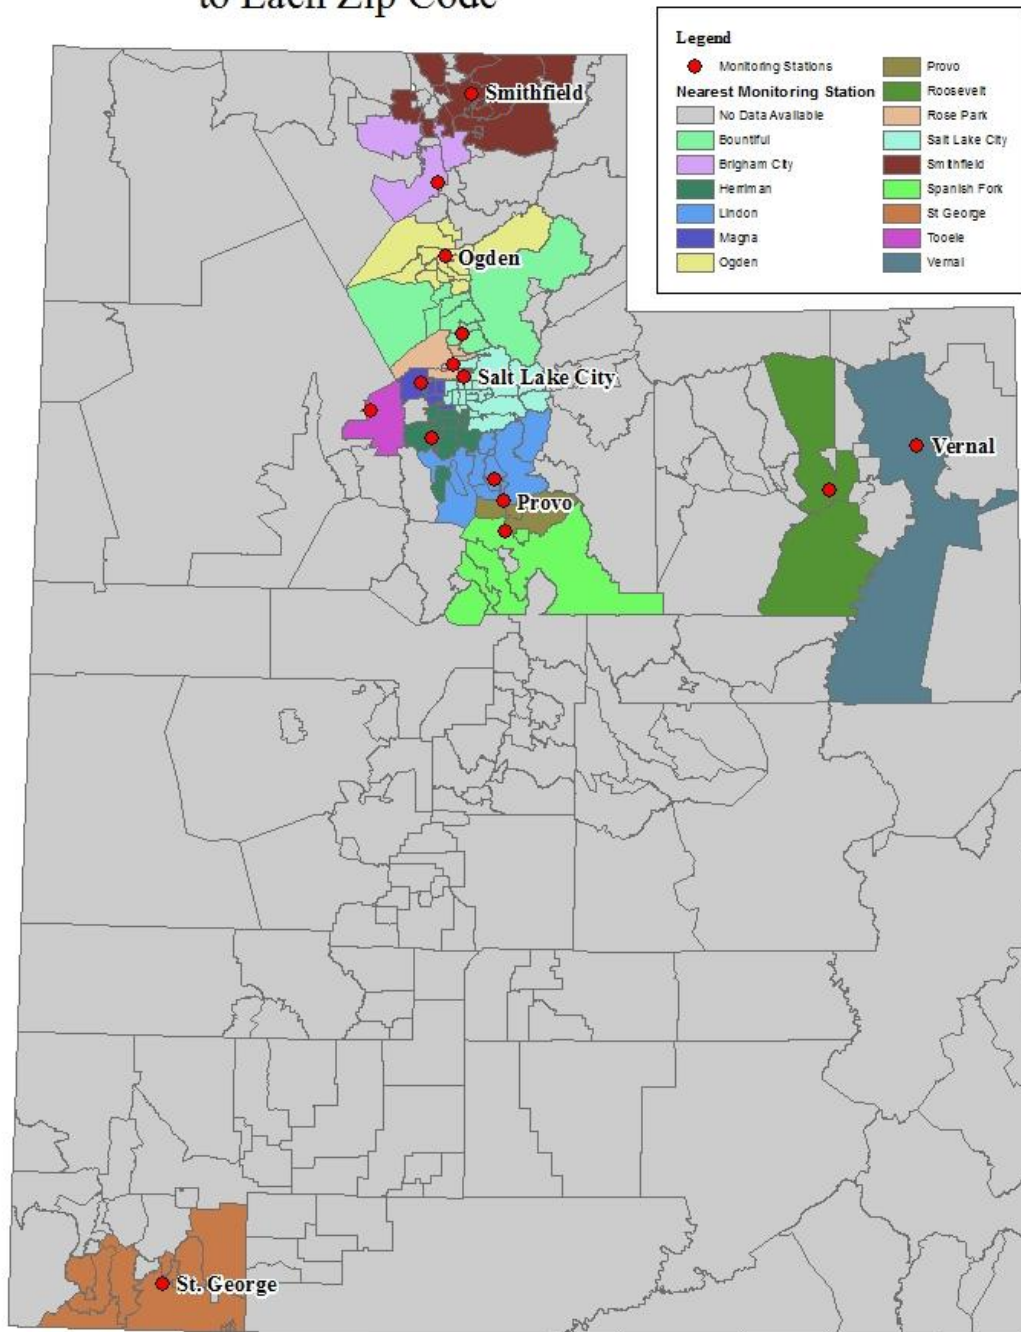 to Each Zip Code
Legend
Monitoring Stations
Nearest Monitoring Station
No Data Available
Bountiful
Brigham City
Herriman
Lindon
Magna
Ogden
Provo
Roosevelt
Rose Park
Salt Lake City
Smithfield
Spanish Fork
St George
Tooele
Vernal
Smithfield
Ogden
Salt Lake City
Vernal
Provo
St. George